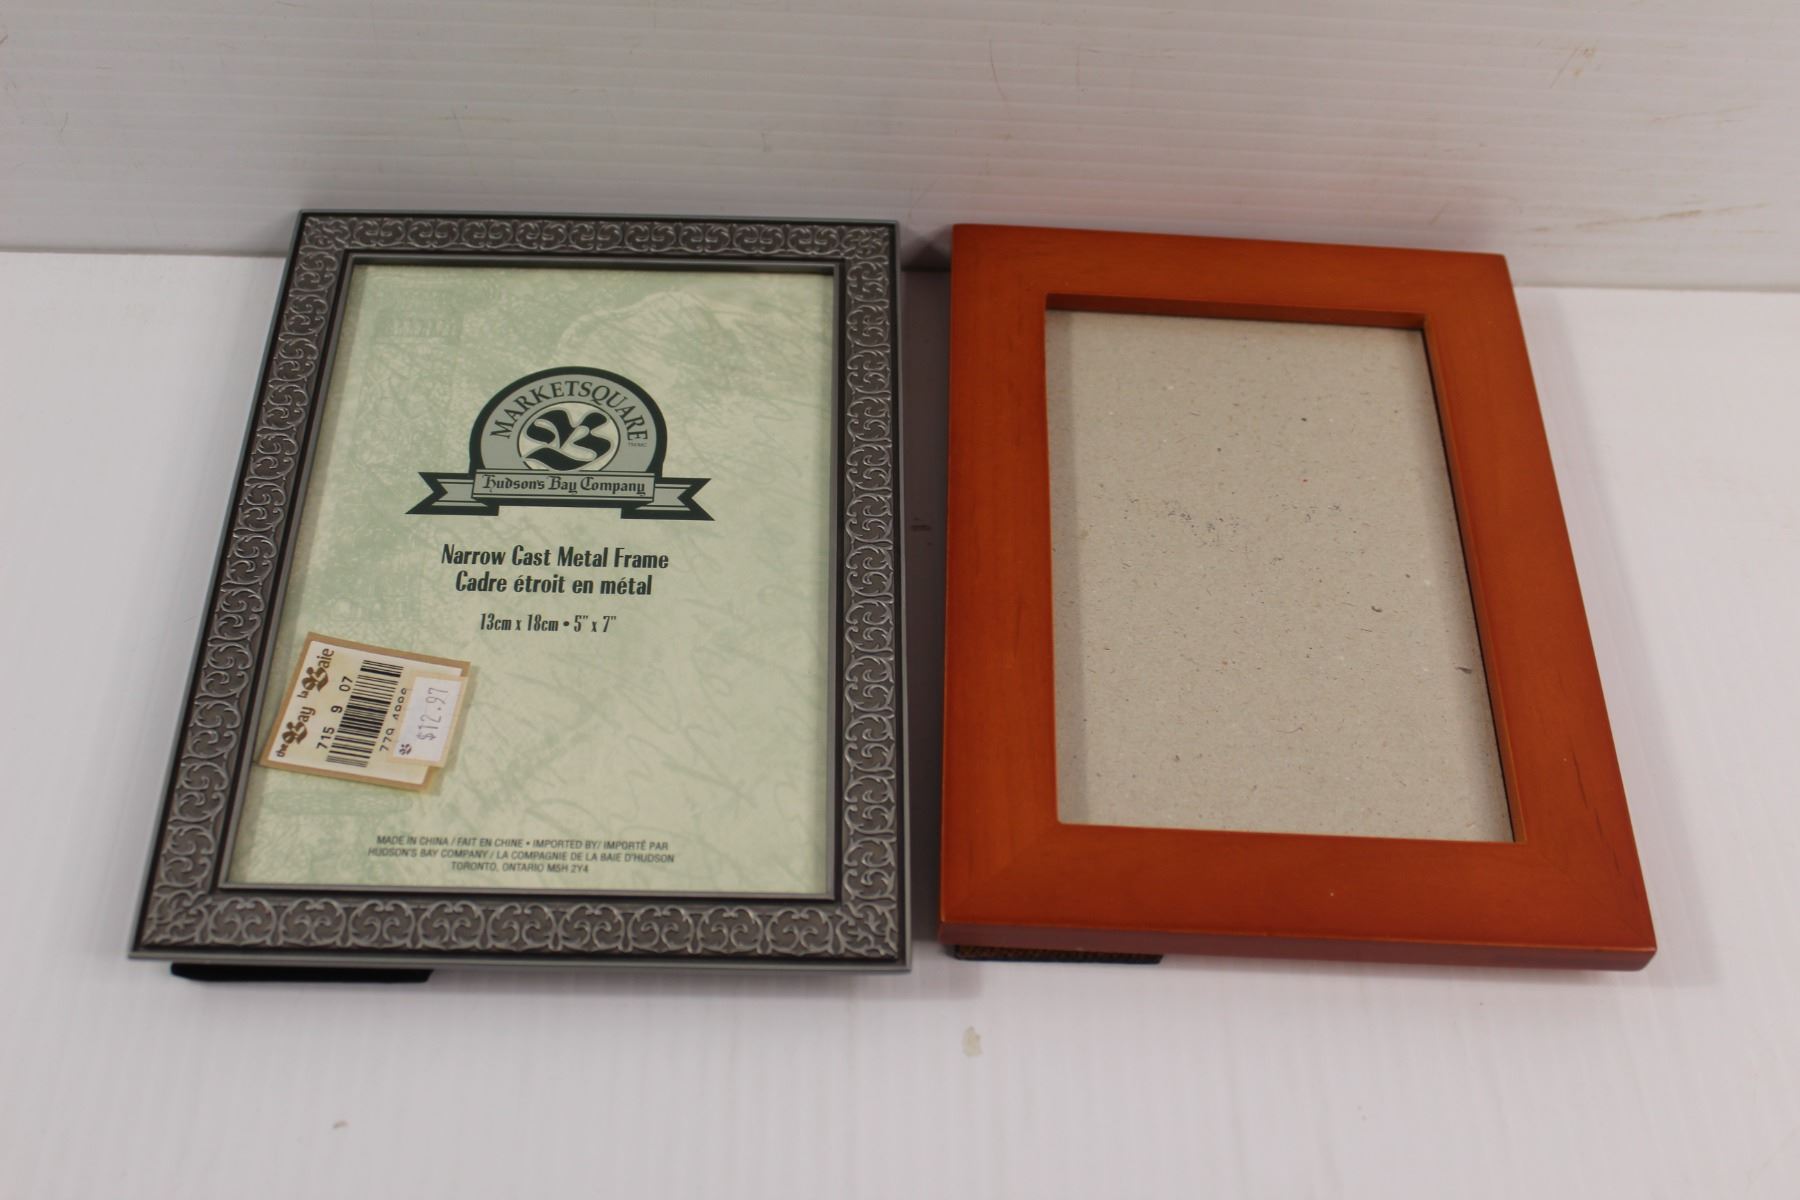 MARKETSQUARE
TM/MC
Hudson's Bay Company
Narrow Cast Metal Frame
Cadre étroit en métal
13cm x 18cm • 5" x 7"
the Bay la Baie
715 9 07
$12.97
MADE IN CHINA / FAIT EN CHINE • IMPORTED BY/ IMPORTÉ PAR
HUDSON'S BAY COMPANY / LA COMPAGNIE DE LA BAIE D'HUDSON
TORONTO, ONTARIO M5H 2Y4